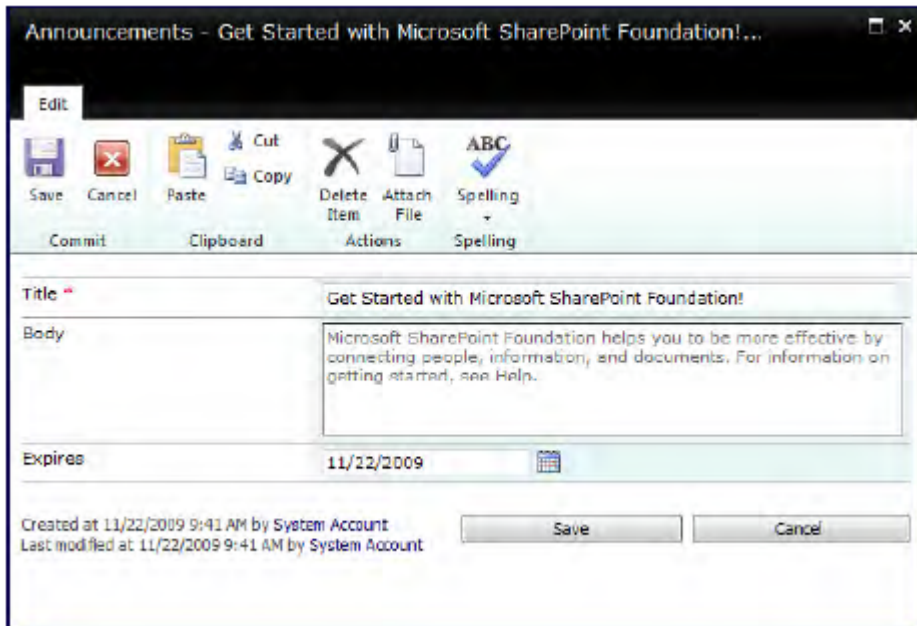 Announcements - Get Started with Microsoft SharePoint Foundation!...
Edit
Cut
Copy
ABC
Save Cancel Paste Delete Item Attach File Spelling
Commit Clipboard Actions Spelling
Title * Get Started with Microsoft SharePoint Foundation!
Body Microsoft SharePoint Foundation helps you to be more effective by
connecting people, information, and documents. For information on
getting started, see Help.
Expires 11/22/2009
Created at 11/22/2009 9:41 AM by System Account Save Cancel
Last modified at 11/22/2009 9:41 AM by System Account